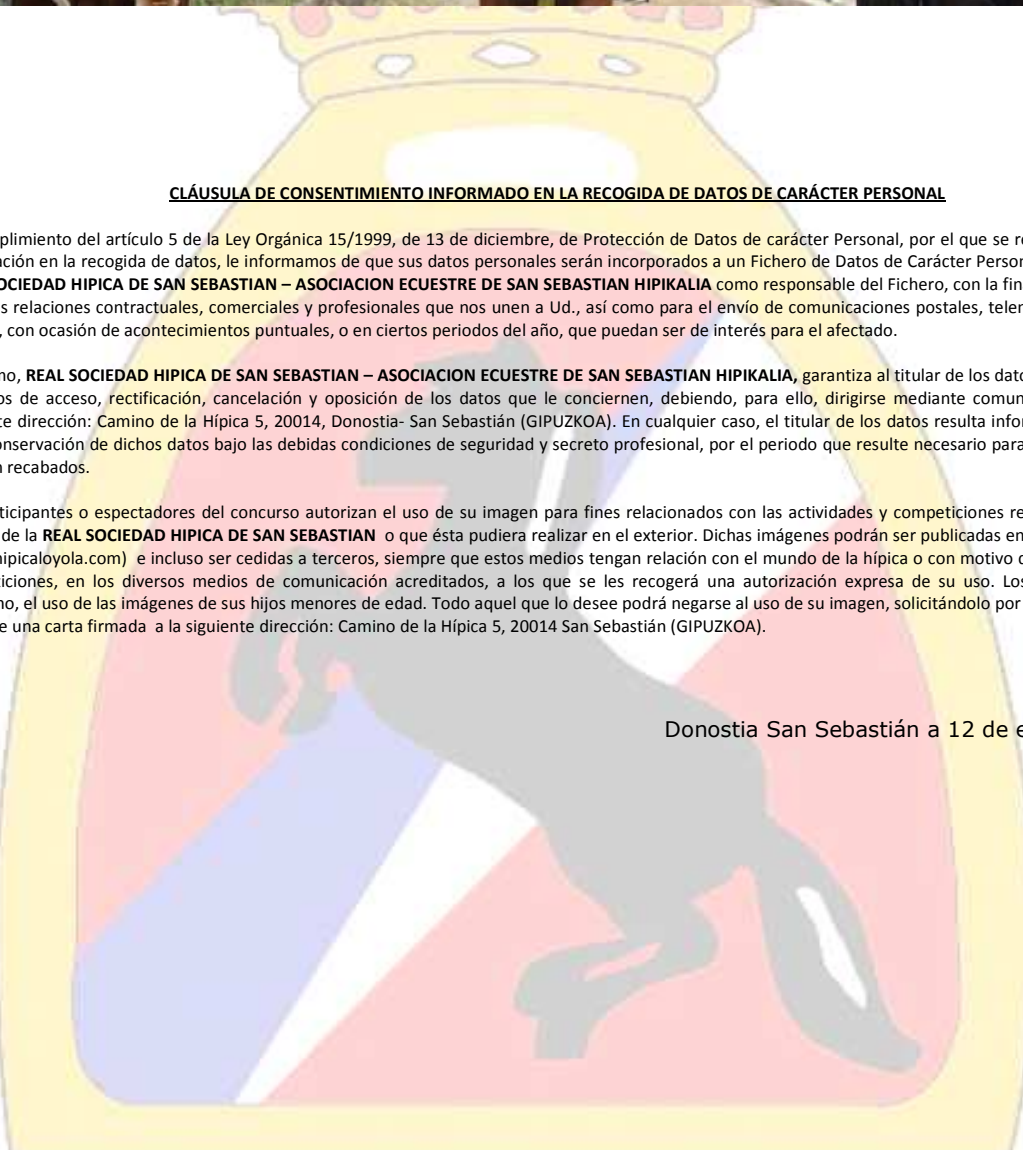 CLÁUSULA DE CONSENTIMIENTO INFORMADO EN LA RECOGIDA DE DATOS DE CARÁCTER PERSONAL
plimiento del artículo 5 de la Ley Orgánica 15/1999, de 13 de diciembre, de Protección de Datos de carácter Personal, por el que se r
ación en la recogida de datos, le informamos de que sus datos personales serán incorporados a un Fichero de Datos de Carácter Person
OCIEDAD HIPICA DE SAN SEBASTIAN – ASOCIACION ECUESTRE DE SAN SEBASTIAN HIPIKALIA como responsable del Fichero, con la fin
s relaciones contractuales, comerciales y profesionales que nos unen a Ud., así como para el envío de comunicaciones postales, teler
, con ocasión de acontecimientos puntuales, o en ciertos periodos del año, que puedan ser de interés para el afectado.
no, REAL SOCIEDAD HIPICA DE SAN SEBASTIAN – ASOCIACION ECUESTRE DE SAN SEBASTIAN HIPIKALIA, garantiza al titular de los dato
os de acceso, rectificación, cancelación y oposición de los datos que le conciernen, debiendo, para ello, dirigirse mediante comun
te dirección: Camino de la Hípica 5, 20014, Donostia- San Sebastián (GIPUZKOA). En cualquier caso, el titular de los datos resulta infor
onservación de dichos datos bajo las debidas condiciones de seguridad y secreto profesional, por el periodo que resulte necesario para
n recabados.
ticipantes o espectadores del concurso autorizan el uso de su imagen para fines relacionados con las actividades y competiciones re
de la REAL SOCIEDAD HIPICA DE SAN SEBASTIAN o que ésta pudiera realizar en el exterior. Dichas imágenes podrán ser publicadas en
hipicaloyola.com) e incluso ser cedidas a terceros, siempre que estos medios tengan relación con el mundo de la hípica o con motivo d
ticiones, en los diversos medios de comunicación acreditados, a los que se les recogerá una autorización expresa de su uso. Los
no, el uso de las imágenes de sus hijos menores de edad. Todo aquel que lo desee podrá negarse al uso de su imagen, solicitándolo por
e una carta firmada a la siguiente dirección: Camino de la Hípica 5, 20014 San Sebastián (GIPUZKOA).
Donostia San Sebastián a 12 de e